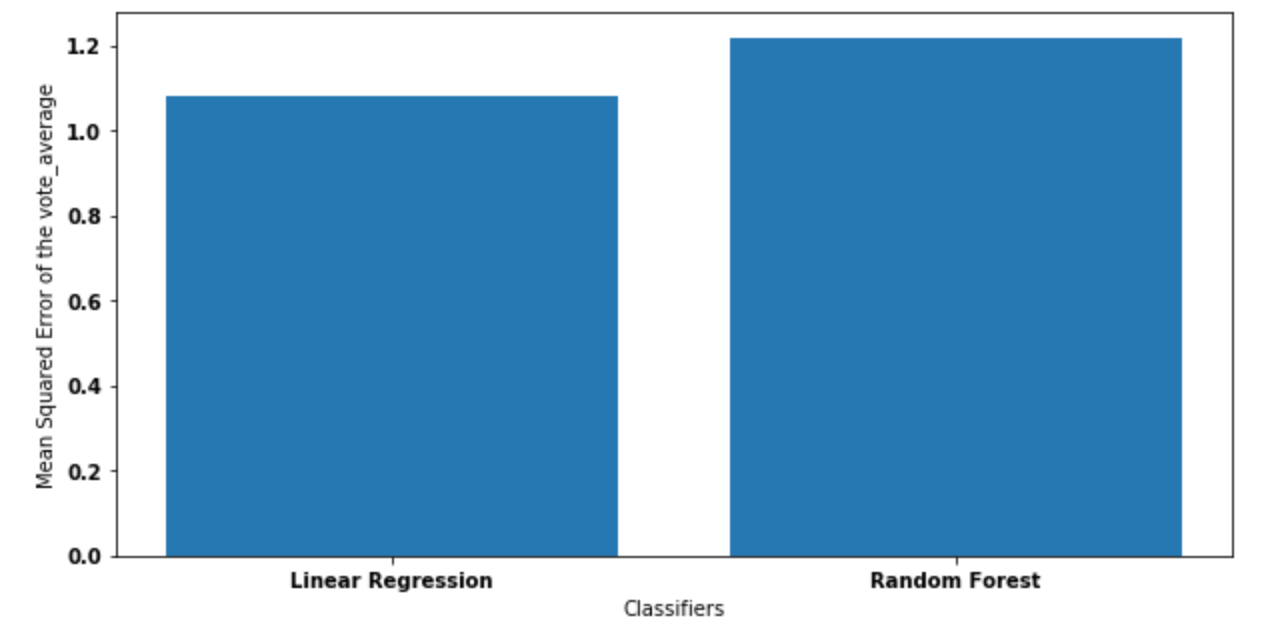 Mean Squared Error of the vote_average
1.2
1.0
0.8
0.6
0.4
0.2
0.0
Linear Regression
Random Forest
Classifiers